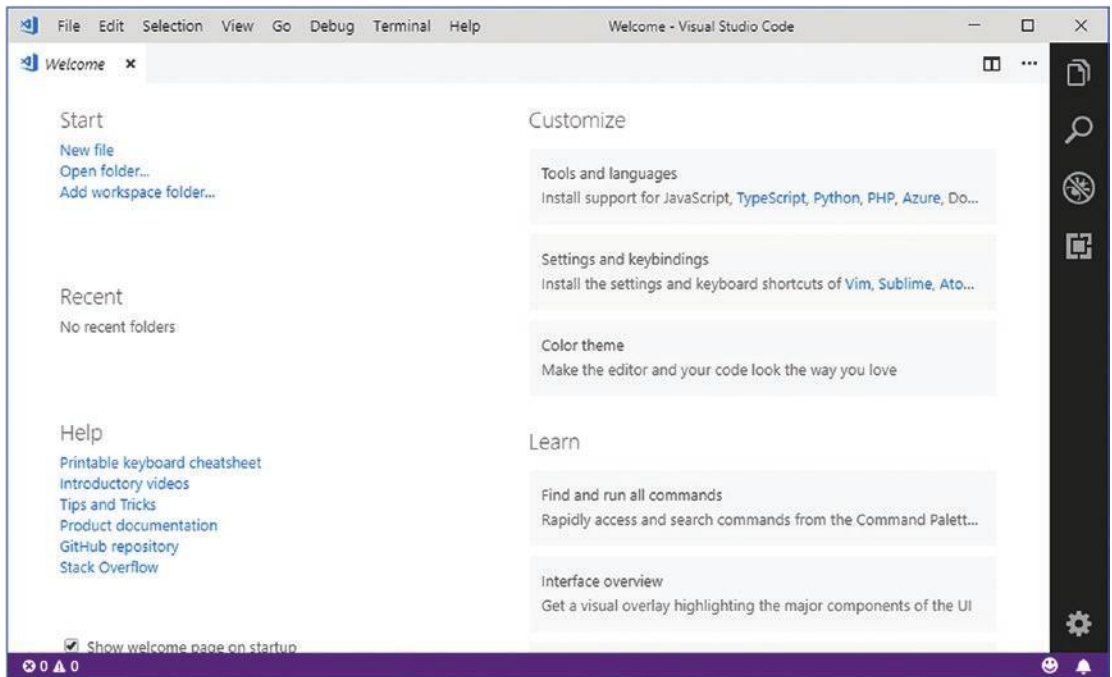 File Edit Selection View Go Debug Terminal Help
Welcome - Visual Studio Code
Welcome
Start
New file
Open folder...
Add workspace folder...
Recent
No recent folders
Help
Printable keyboard cheatsheet
Introductory videos
Tips and Tricks
Product documentation
GitHub repository
Stack Overflow
Show welcome page on startup
Customize
Tools and languages
Install support for JavaScript, TypeScript, Python, PHP, Azure, Do...
Settings and keybindings
Install the settings and keyboard shortcuts of Vim, Sublime, Ato...
Color theme
Make the editor and your code look the way you love
Learn
Find and run all commands
Rapidly access and search commands from the Command Palett...
Interface overview
Get a visual overlay highlighting the major components of the UI
0 0